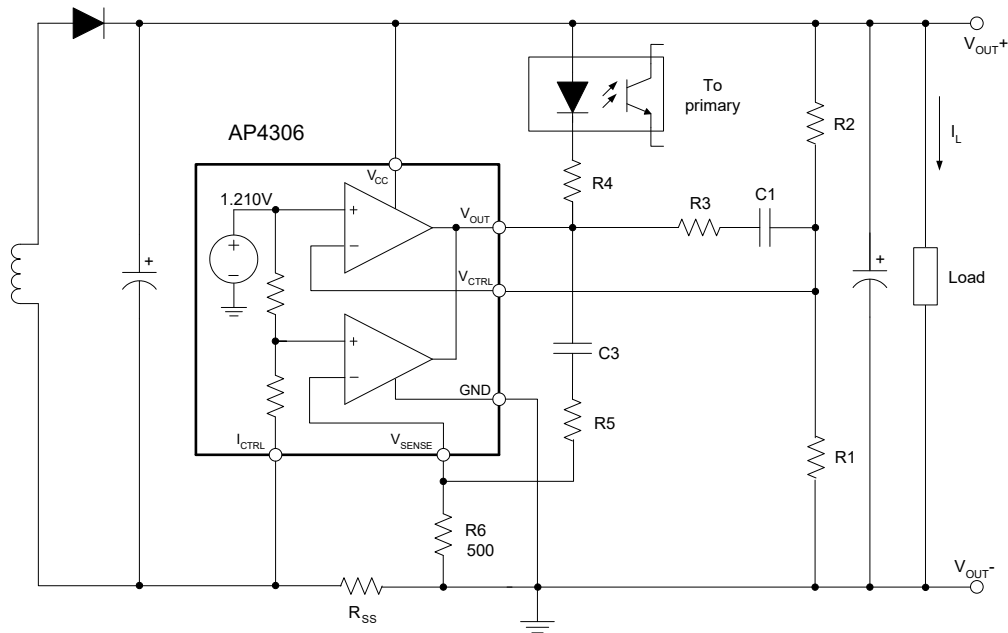 VOUT+
To
primary
R2
IL
AP4306
VCC
R4
1.210V
C1
R3
VOUT
+
+
−
−
VCTRL
+
+
Load
+
C3
−
GND
R5
R1
ICTRL
VSENSE
R6
500
VOUT-
RSS